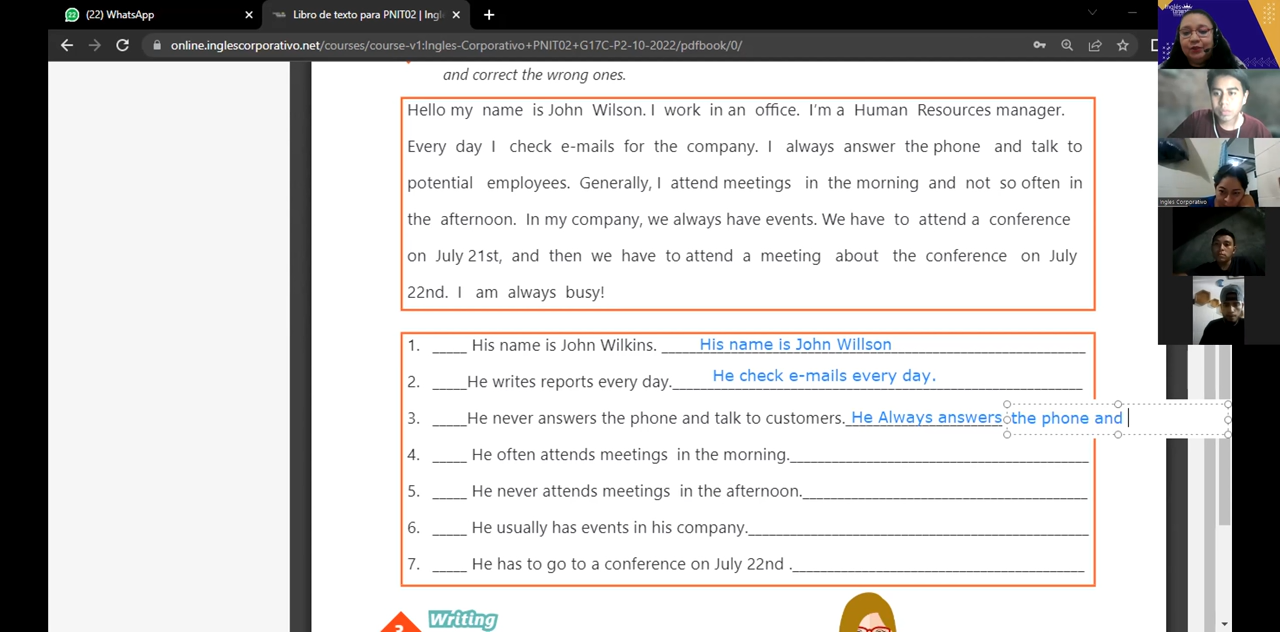 (22) WhatsApp
Libro de texto para PNIT02 | Ingl
online.inglescorporativo.net/courses/course-v1:Ingles-Corporativo+PNIT02+G17C-P2-10-2022/pdfbook/0/
and correct the wrong ones.
Hello my name is John Wilson. I work in an office. I'm a Human Resources manager.
Every day I check e-mails for the company. I always answer the phone and talk to
potential employees. Generally, I attend meetings in the morning and not so often in
the afternoon. In my company, we always have events. We have to attend a conference
on July 21st, and then we have to attend a meeting about the conference on July
22nd. I am always busy!
1. _____ His name is John Wilkins. His name is John Willson
2. _____He writes reports every day. He check e-mails every day.
3. _____He never answers the phone and talk to customers. He Always answers the phone and
4. _____ He often attends meetings in the morning.
5. _____ He never attends meetings in the afternoon.
6. _____ He usually has events in his company.
7. _____ He has to go to a conference on July 22nd .
3 Writing
Ingles Corporativo